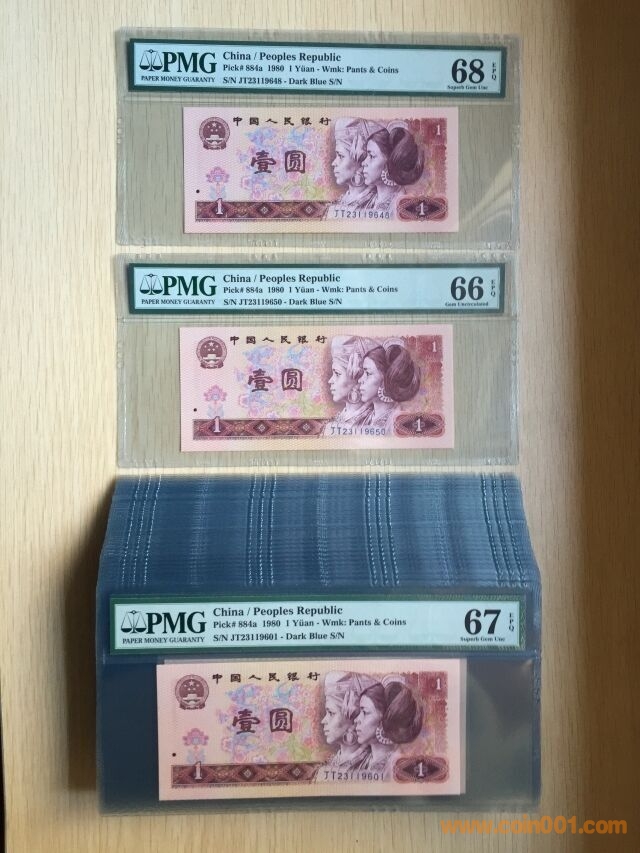 PMG
PAPER MONEY GUARANTY
China / Peoples Republic
Pick# 884a 1980 1 Yüan - Wmk: Pants & Coins
S/N JT23119648 - Dark Blue S/N
68 EPQ
Superb Gem Unc
中国人民银行
壹圆
1
1
JT23119648
1
PMG
PAPER MONEY GUARANTY
China / Peoples Republic
Pick# 884a 1980 1 Yüan - Wmk: Pants & Coins
S/N JT23119650 - Dark Blue S/N
66 EPQ
Gem Uncirculated
中国人民银行
壹圆
1
1
JT23119650
1
PMG
PAPER MONEY GUARANTY
China / Peoples Republic
Pick# 884a 1980 1 Yüan - Wmk: Pants & Coins
S/N JT23119601 - Dark Blue S/N
67 EPQ
Superb Gem Unc
中国人民银行
壹圆
1
1
JT23119601
1
www.coin001.com